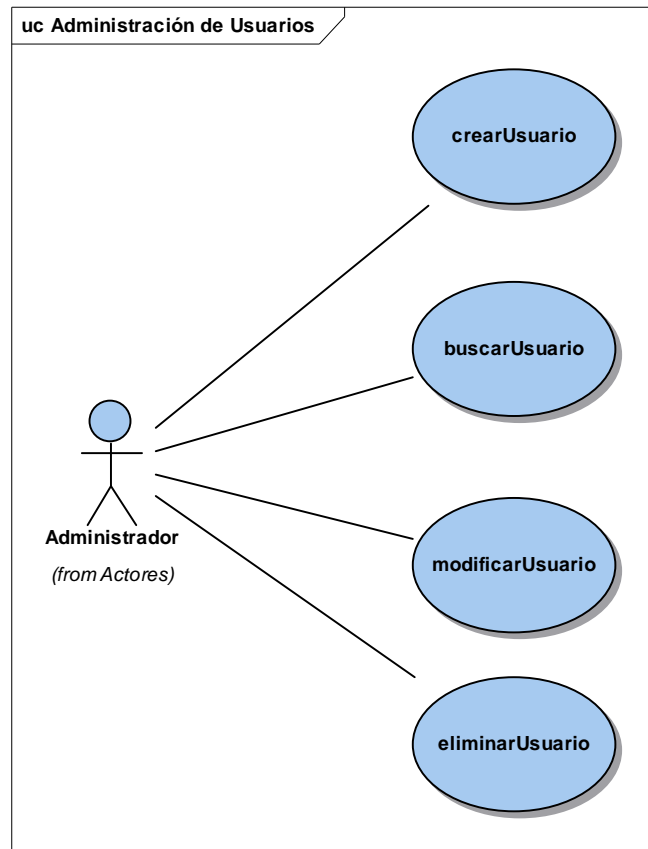 uc Administración de Usuarios
crearUsuario
buscarUsuario
modificarUsuario
eliminarUsuario
Administrador
(from Actores)